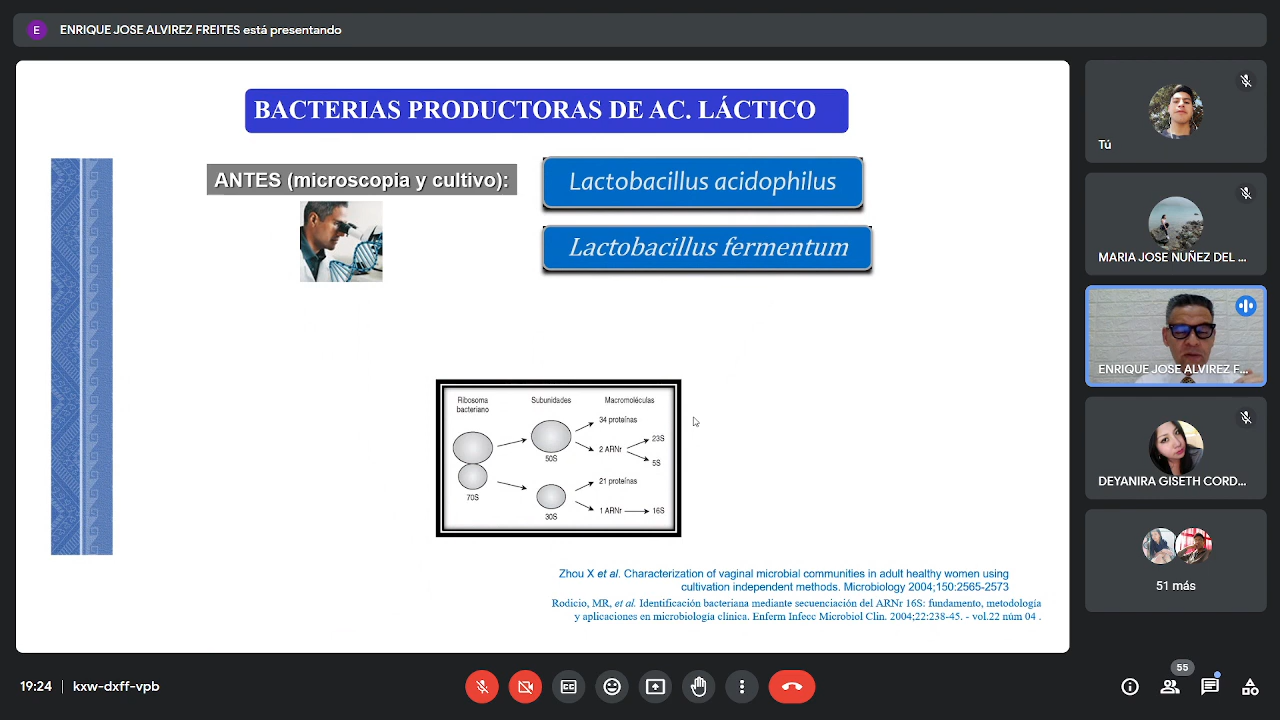 E
ENRIQUE JOSE ALVIREZ FREITES está presentando
BACTERIAS PRODUCTORAS DE AC. LÁCTICO
ANTES (microscopia y cultivo):
Lactobacillus acidophilus
Lactobacillus fermentum
Ribosoma bacteriano
Subunidades
Macromoléculas
34 proteínas
50S
2 ARNr
23S
5S
70S
21 proteínas
30S
1 ARNr
16S
Zhou X et al. Characterization of vaginal microbial communities in adult healthy women using
cultivation independent methods. Microbiology 2004;150:2565-2573
Rodicio, MR, et al. Identificación bacteriana mediante secuenciación del ARNr 16S: fundamento, metodología
y aplicaciones en microbiología clínica. Enferm Infecc Microbiol Clin. 2004;22:238-45. - vol.22 núm 04 .
Tú
MARIA JOSE NUÑEZ DEL ...
ENRIQUE JOSE ALVIREZ F...
DEYANIRA GISETH CORD...
51 más
19:24 | kxw-dxff-vpb
55